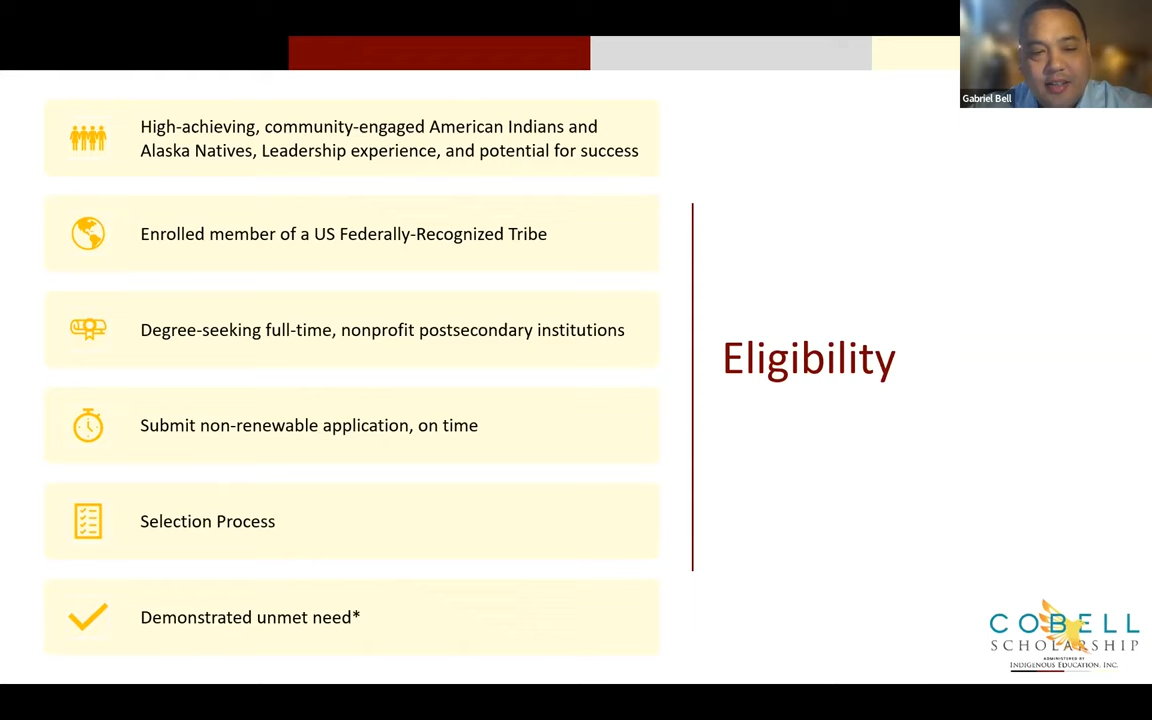 Gabriel Bell
High-achieving, community-engaged American Indians and
Alaska Natives, Leadership experience, and potential for success
Enrolled member of a US Federally-Recognized Tribe
Degree-seeking full-time, nonprofit postsecondary institutions
Submit non-renewable application, on time
Selection Process
Demonstrated unmet need*
Eligibility
COBELL
SCHOLARSHIP
ADMINISTERED BY
INDIGENOUS EDUCATION, INC.